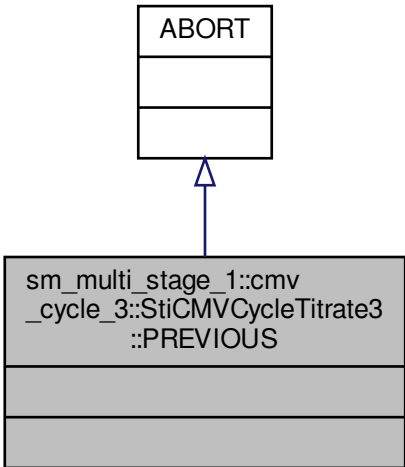 ABORT
sm_multi_stage_1::cmv
_cycle_3::StiCMVCycleTitrate3
::PREVIOUS